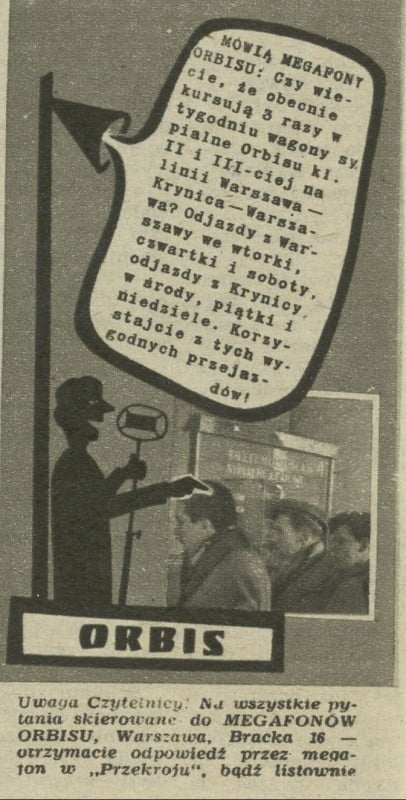 — MÓWIĄ MEGAFONY
ORBISU: Czy wie-
cie, że obecnie
kursują 3 razy w
tygodniu wagony sy
pialne Orbisu kl.
II i III-ciej na
linii Warszawa —
Krynica — Warsza-
wa? Odjazdy z War-
szawy we wtorki,
czwartki i soboty,
odjazdy z Krynicy,
w środy, piątki i
niedziele. Korzy-
stajcie z tych wy-
godnych przejaz-
dów!
ORBIS
Uwaga Czytelnicy! Na wszystkie py-
tania skierowane do MEGAFONÓW
ORBISU, Warszawa, Bracka 16 —
otrzymacie odpowiedź przez mega-
fon w „Przekroju“, bądź listownie